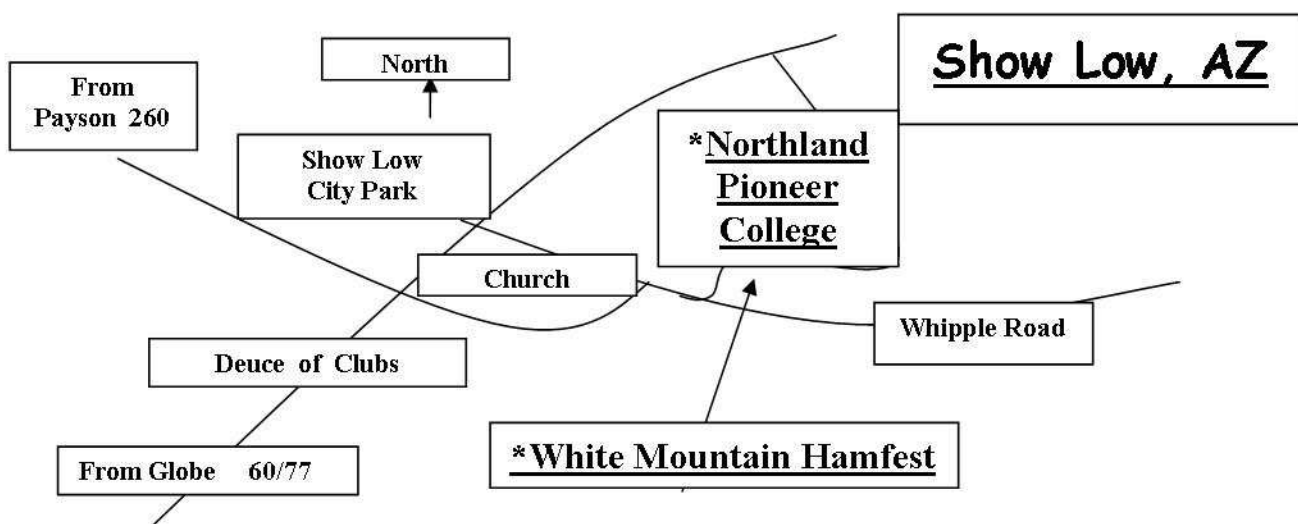 Show Low, AZ
North
From
Payson 260
*Northland
Pioneer
College
Show Low
City Park
Church
Whipple Road
Deuce of Clubs
*White Mountain Hamfest
From Globe 60/77